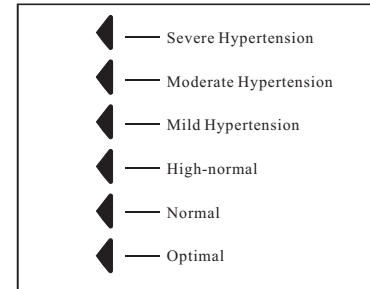 Severe Hypertension
Moderate Hypertension
Mild Hypertension
High-normal
Normal
Optimal